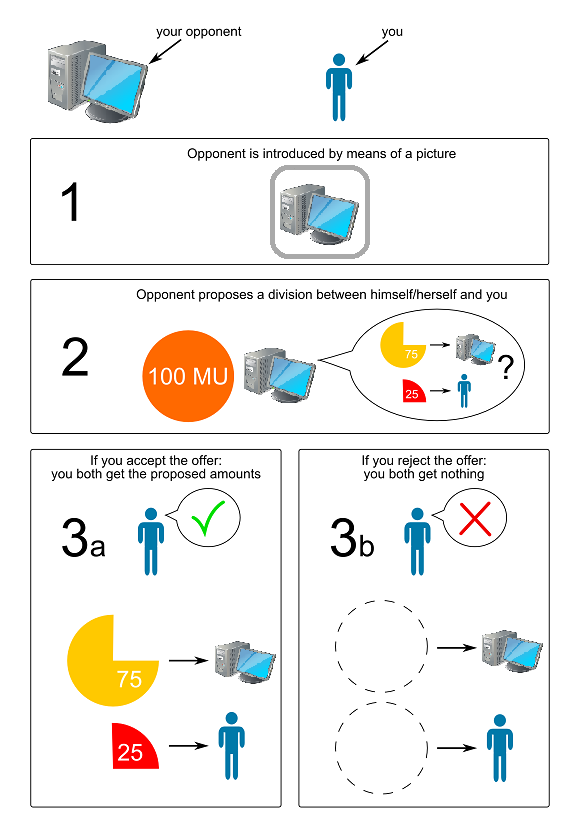 your opponent
you
Opponent is introduced by means of a picture
1
Opponent proposes a division between himself/herself and you
2
100 MU
75
25
?
If you accept the offer:
you both get the proposed amounts
3a
75
25
If you reject the offer:
you both get nothing
3b